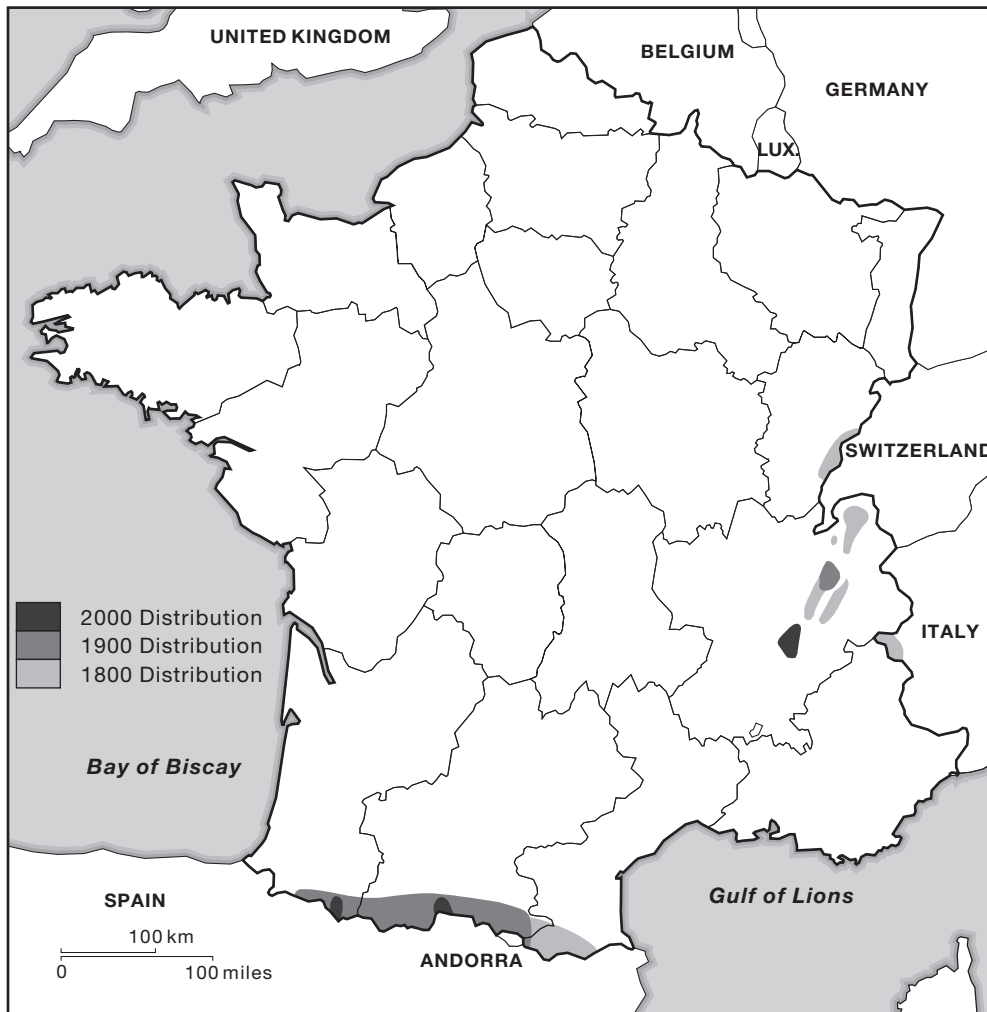 UNITED KINGDOM
BELGIUM
GERMANY
LUX.
SWITZERLAND
2000 Distribution
1900 Distribution
1800 Distribution
ITALY
Bay of Biscay
SPAIN
Gulf of Lions
100 km
0
100 miles
ANDORRA